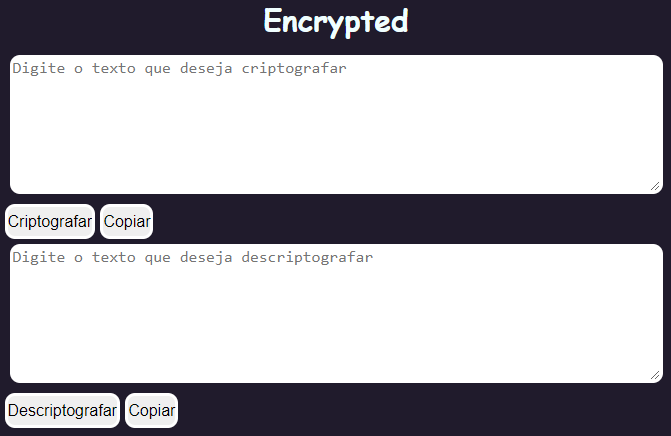 Encrypted
Digite o texto que deseja criptografar
Criptografar Copiar
Digite o texto que deseja descriptografar
Descriptografar Copiar